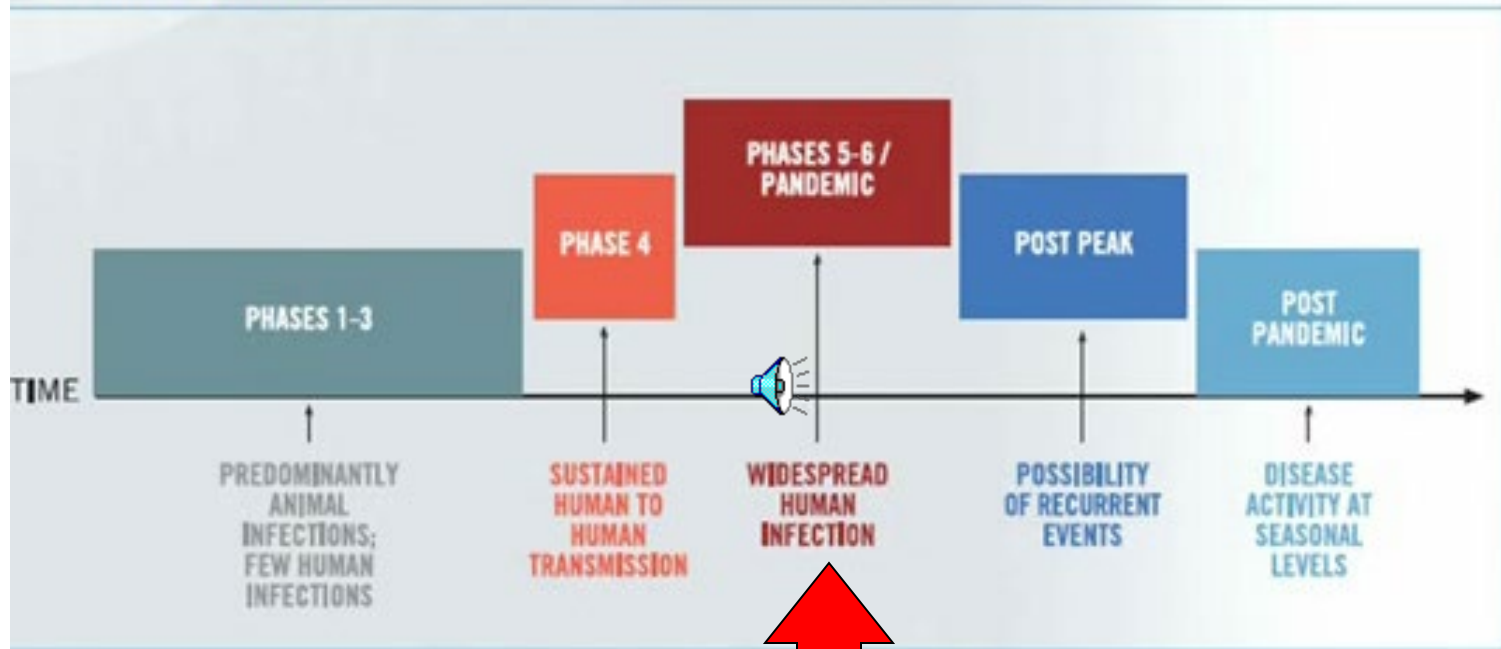 PHASES 5-6 /
PANDEMIC
PHASE 4
POST PEAK
PHASES 1-3
POST
PANDEMIC
TIME
PREDOMINANTLY
ANIMAL
INFECTIONS;
FEW HUMAN
INFECTIONS
SUSTAINED
HUMAN TO
HUMAN
TRANSMISSION
WIDESPREAD
HUMAN
INFECTION
POSSIBILITY
OF RECURRENT
EVENTS
DISEASE
ACTIVITY AT
SEASONAL
LEVELS